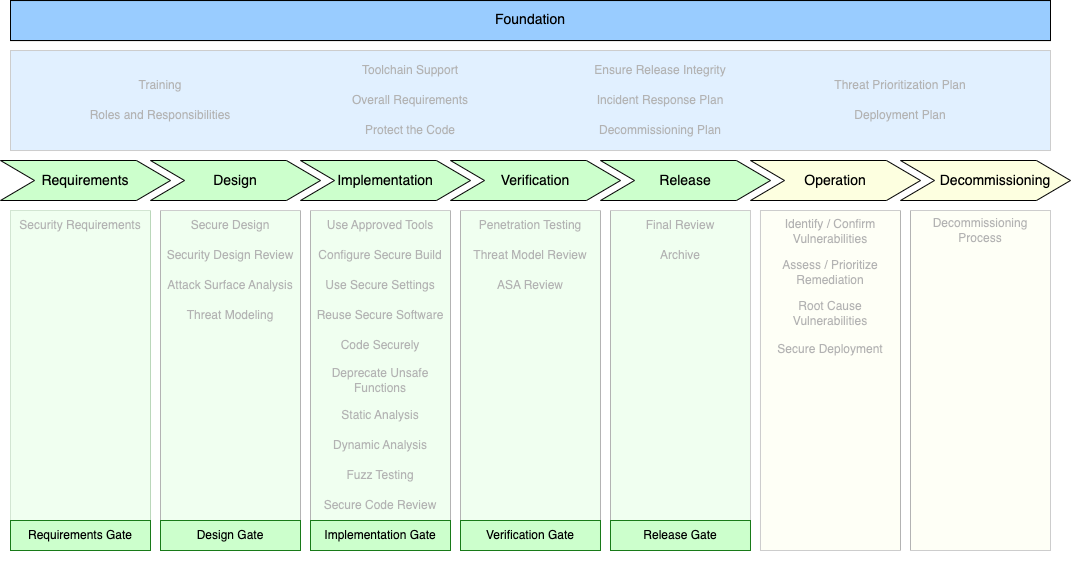 Foundation
Training
Roles and Responsibilities
Toolchain Support
Overall Requirements
Protect the Code
Ensure Release Integrity
Incident Response Plan
Decommissioning Plan
Threat Prioritization Plan
Deployment Plan
Requirements
Design
Implementation
Verification
Release
Operation
Decommissioning
Security Requirements
Requirements Gate
Secure Design
Security Design Review
Attack Surface Analysis
Threat Modeling
Design Gate
Use Approved Tools
Configure Secure Build
Use Secure Settings
Reuse Secure Software
Code Securely
Deprecate Unsafe
Functions
Static Analysis
Dynamic Analysis
Fuzz Testing
Secure Code Review
Implementation Gate
Penetration Testing
Threat Model Review
ASA Review
Verification Gate
Final Review
Archive
Release Gate
Identify / Confirm
Vulnerabilities
Assess / Prioritize
Remediation
Root Cause
Vulnerabilities
Secure Deployment
Decommissioning
Process